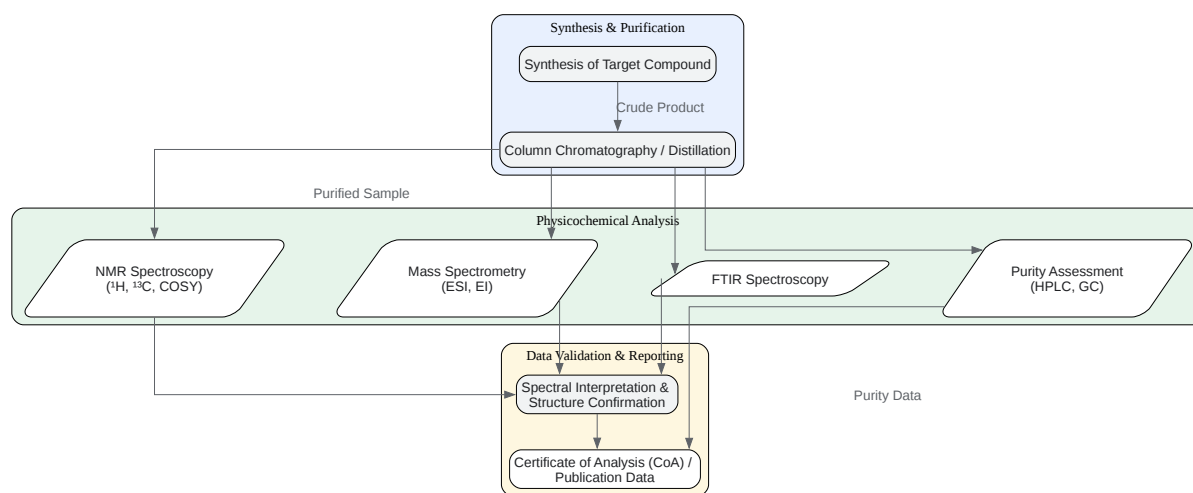 Synthesis & Purification
Synthesis of Target Compound
Crude Product
Column Chromatography / Distillation
Purified Sample
Physicochemical Analysis
NMR Spectroscopy
(¹H, ¹³C, COSY)
Mass Spectrometry
(ESI, EI)
FTIR Spectroscopy
Purity Assessment
(HPLC, GC)
Data Validation & Reporting
Spectral Interpretation &
Structure Confirmation
Purity Data
Certificate of Analysis (CoA) /
Publication Data